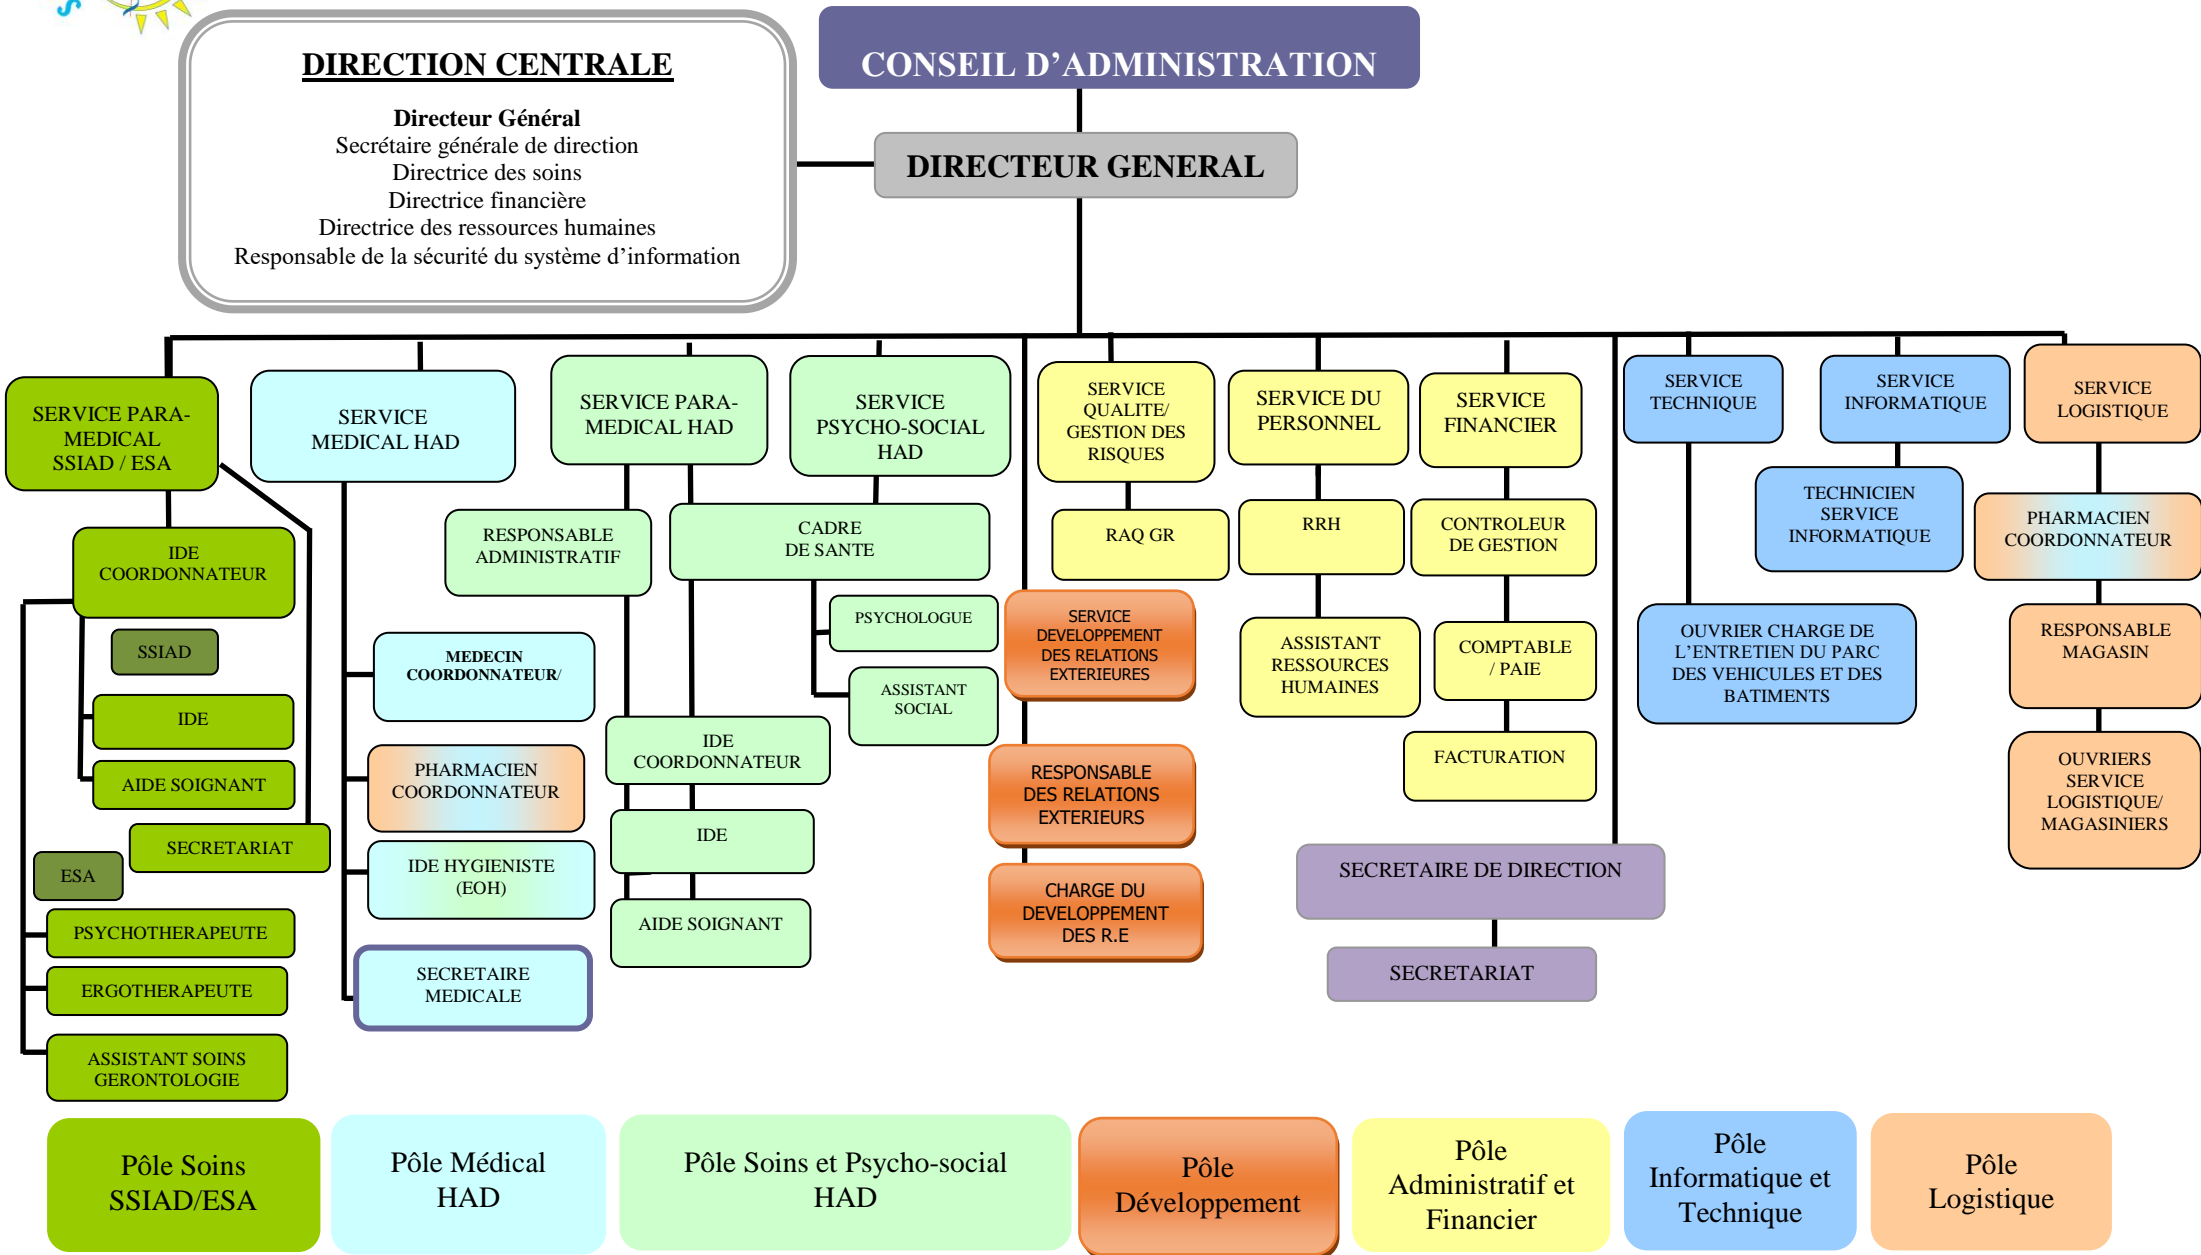 S
DIRECTION CENTRALE
Directeur Général
Secrétaire générale de direction
Directrice des soins
Directrice financière
Directrice des ressources humaines
Responsable de la sécurité du système d’information
CONSEIL D’ADMINISTRATION
DIRECTEUR GENERAL
SERVICE PARA-
MEDICAL
SSIAD / ESA
IDE
COORDONNATEUR
SSIAD
IDE
AIDE SOIGNANT
SECRETARIAT
ESA
PSYCHOTHERAPEUTE
ERGOTHERAPEUTE
ASSISTANT SOINS
GERONTOLOGIE
SERVICE
MEDICAL HAD
MEDECIN
COORDONNATEUR/
PHARMACIEN
COORDONNATEUR
IDE HYGIENISTE
(EOH)
SECRETAIRE
MEDICALE
SERVICE PARA-
MEDICAL HAD
RESPONSABLE
ADMINISTRATIF
SERVICE
PSYCHO-SOCIAL
HAD
CADRE
DE SANTE
PSYCHOLOGUE
ASSISTANT
SOCIAL
IDE
COORDONNATEUR
IDE
AIDE SOIGNANT
SERVICE
DEVELOPPEMENT
DES RELATIONS
EXTERIEURES
RESPONSABLE
DES RELATIONS
EXTERIEURS
CHARGE DU
DEVELOPPEMENT
DES R.E
SERVICE
QUALITE/
GESTION DES
RISQUES
RAQ GR
SERVICE DU
PERSONNEL
RRH
ASSISTANT
RESSOURCES
HUMAINES
SERVICE
FINANCIER
CONTROLEUR
DE GESTION
COMPTABLE
/ PAIE
FACTURATION
SECRETAIRE DE DIRECTION
SECRETARIAT
SERVICE
TECHNIQUE
OUVRIER CHARGE DE
L’ENTRETIEN DU PARC
DES VEHICULES ET DES
BATIMENTS
SERVICE
INFORMATIQUE
TECHNICIEN
SERVICE
INFORMATIQUE
SERVICE
LOGISTIQUE
PHARMACIEN
COORDONNATEUR
RESPONSABLE
MAGASIN
OUVRIERS
SERVICE
LOGISTIQUE/
MAGASINIERS
Pôle Soins
SSIAD/ESA
Pôle Médical
HAD
Pôle Soins et Psycho-social
HAD
Pôle
Développement
Pôle
Administratif et
Financier
Pôle
Informatique et
Technique
Pôle
Logistique